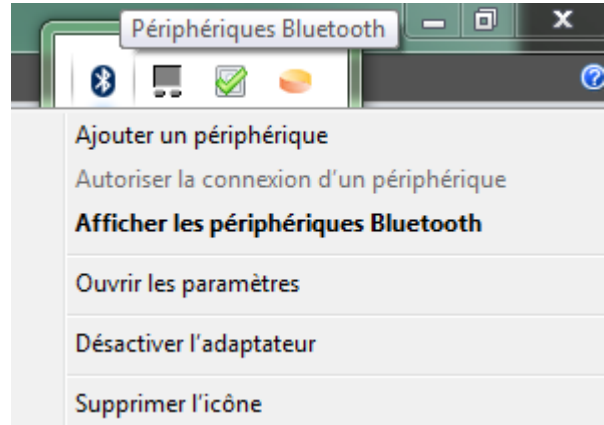 Périphériques Bluetooth
Ajouter un périphérique
Autoriser la connexion d'un périphérique
Afficher les périphériques Bluetooth
Ouvrir les paramètres
Désactiver l'adaptateur
Supprimer l'icône